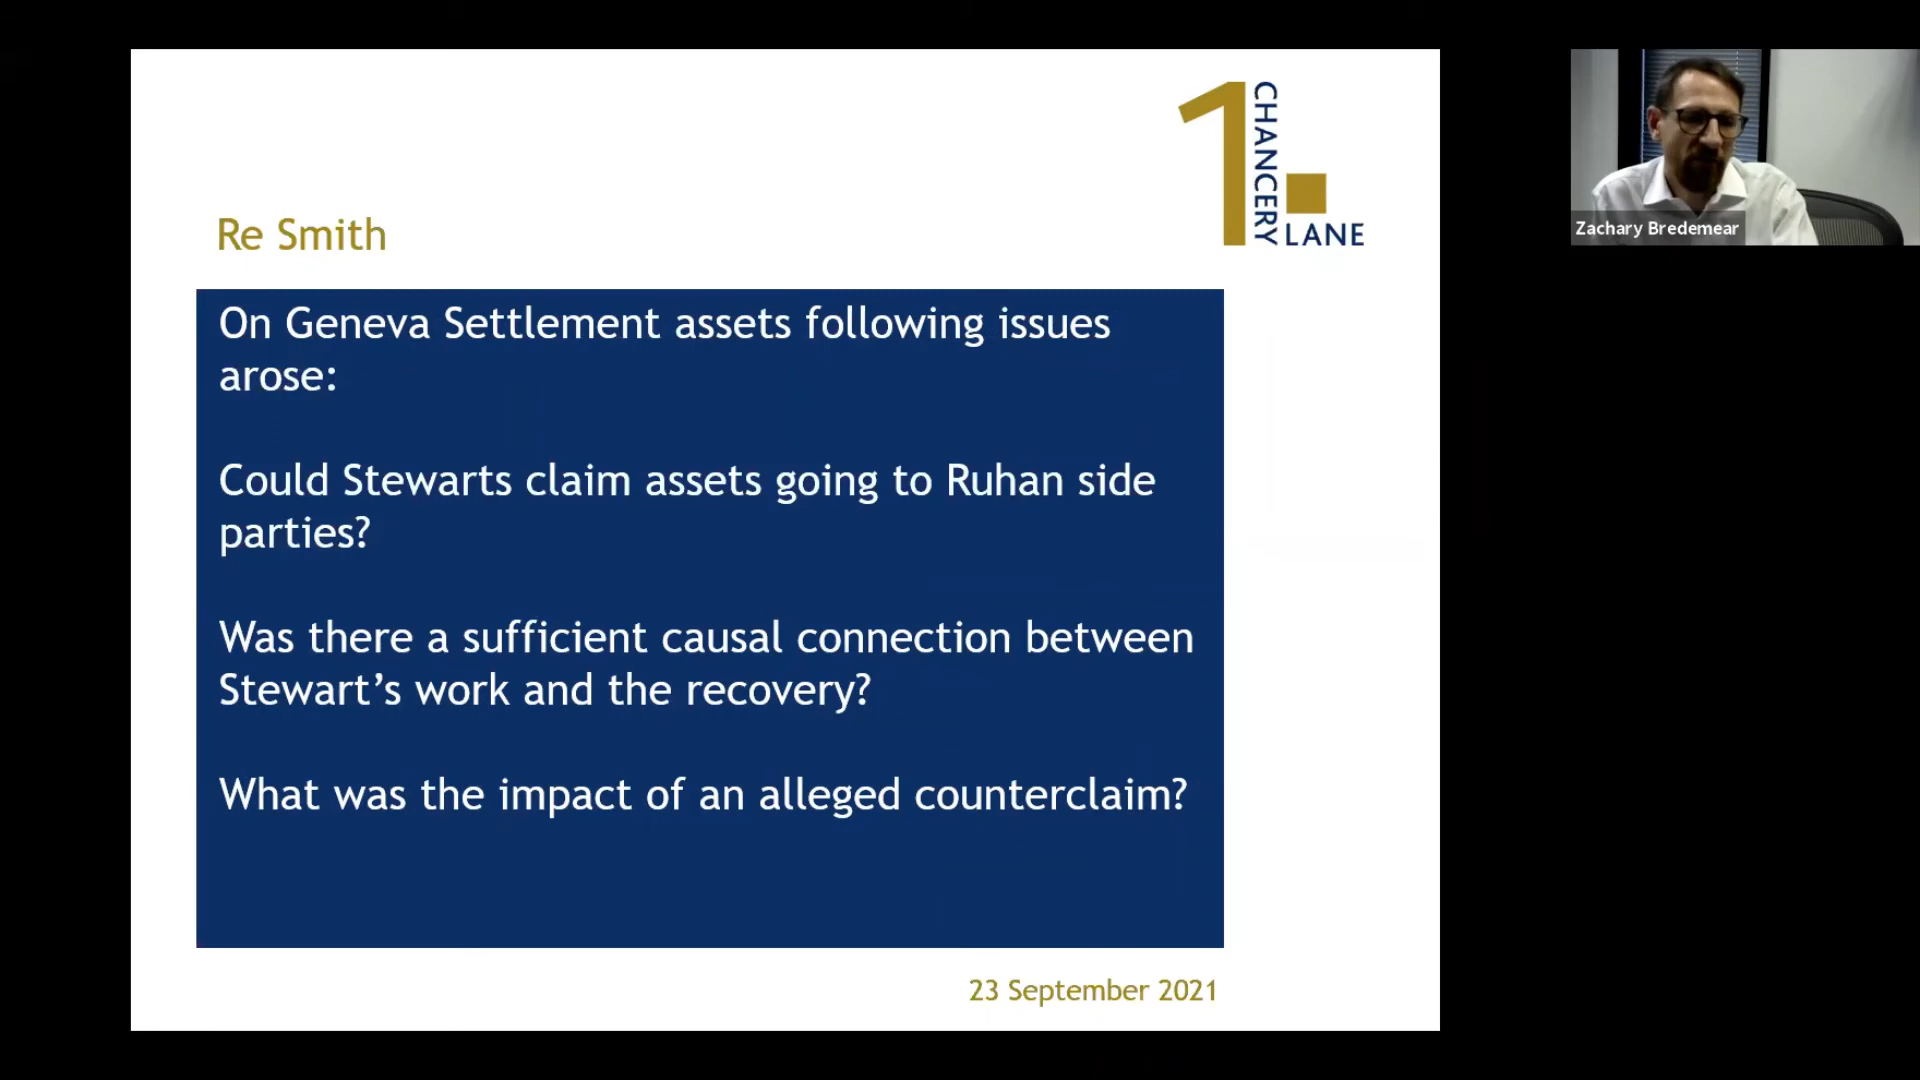 1 CHANCERY LANE
Re Smith
On Geneva Settlement assets following issues
arose:
Could Stewarts claim assets going to Ruhan side
parties?
Was there a sufficient causal connection between
Stewart’s work and the recovery?
What was the impact of an alleged counterclaim?
23 September 2021
Zachary Bredemear